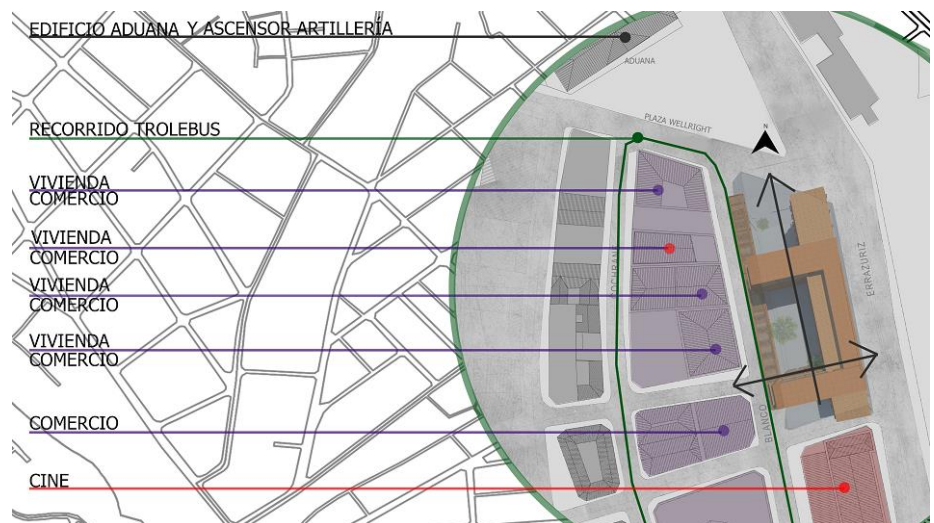 EDIFICIO ADUANA Y ASCENSOR ARTILLERÍA
ADUANA
PLAZA WELLRIGHT
RECORRIDO TROLEBUS
N
VIVIENDA
COMERCIO
VIVIENDA
COMERCIO
COCHRANE
ERRAZURIZ
VIVIENDA
COMERCIO
VIVIENDA
COMERCIO
COMERCIO
BLANCO
CINE